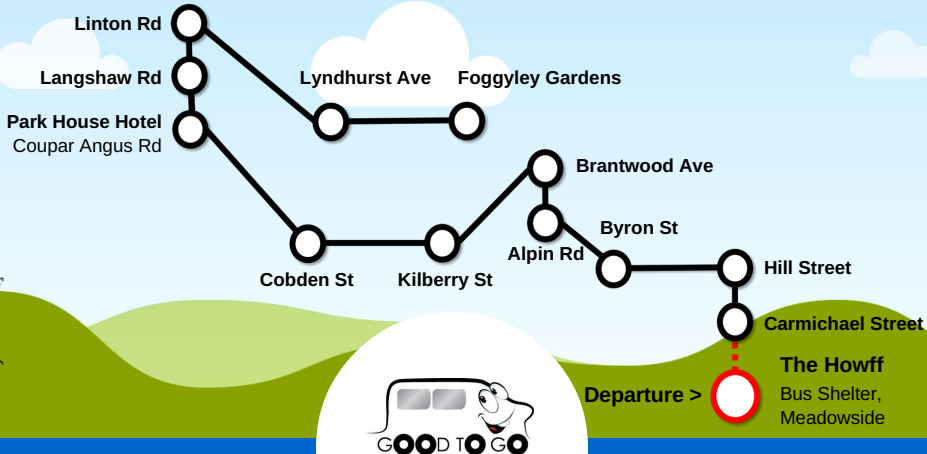 Linton Rd
Langshaw Rd
Lyndhurst Ave
Foggyley Gardens
Park House Hotel
Coupar Angus Rd
Brantwood Ave
Byron St
Alpin Rd
Cobden St
Kilberry St
Hill Street
Carmichael Street
The Howff
Departure >
Bus Shelter,
Meadowside
GOOD TO GO